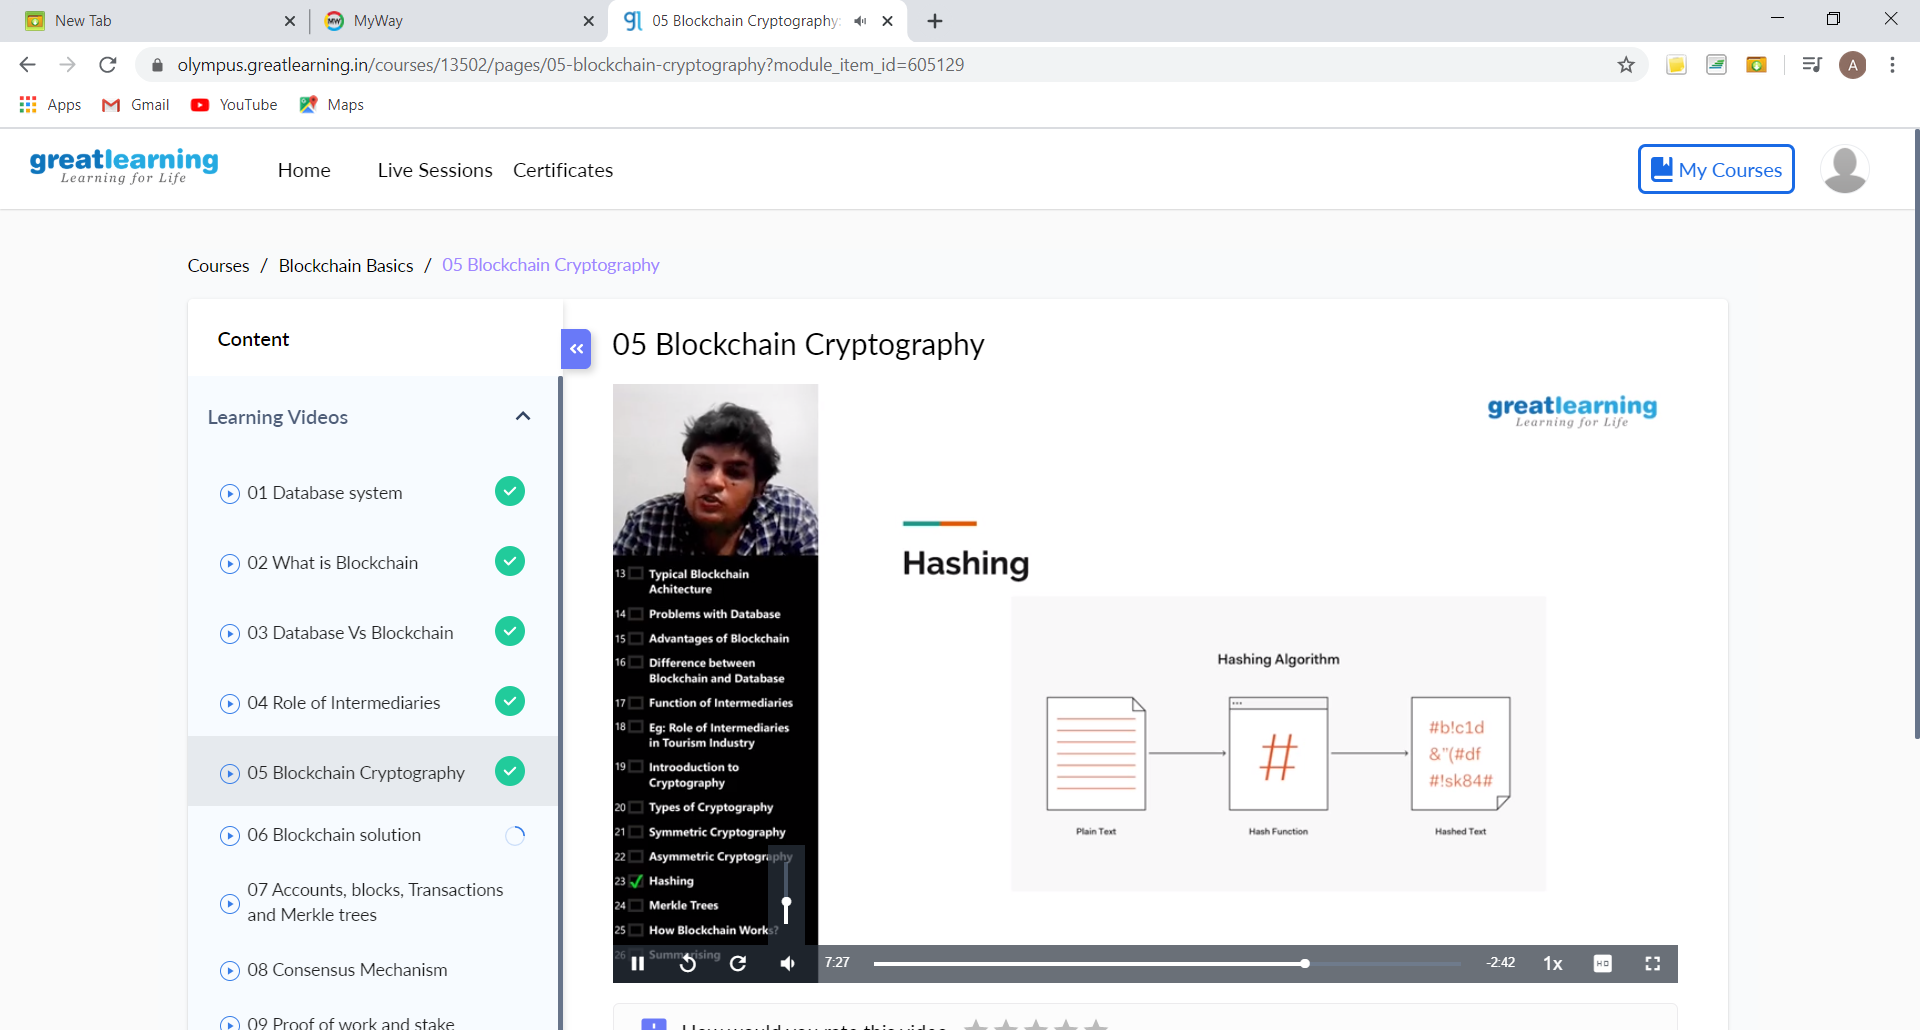 New Tab
MyWay
05 Blockchain Cryptography:
olympus.greatlearning.in/courses/13502/pages/05-blockchain-cryptography?module_item_id=605129
A
Apps
Gmail
YouTube
Maps
greatlearning
Learning for Life
Home
Live Sessions
Certificates
My Courses
Courses / Blockchain Basics / 05 Blockchain Cryptography
Content
Learning Videos
01 Database system
02 What is Blockchain
03 Database Vs Blockchain
04 Role of Intermediaries
05 Blockchain Cryptography
06 Blockchain solution
07 Accounts, blocks, Transactions
and Merkle trees
08 Consensus Mechanism
09 Proof of work and stake
05 Blockchain Cryptography
13 Typical Blockchain
Achitecture
14 Problems with Database
15 Advantages of Blockchain
16 Difference between
Blockchain and Database
17 Function of Intermediaries
18 Eg: Role of Intermediaries
in Tourism Industry
19 Introoduction to
Cryptography
20 Types of Cryptography
21 Symmetric Cryptography
22 Asymmetric Cryptography
23 Hashing
24 Merkle Trees
25 How Blockchain Works?
26 Summarising
greatlearning
Learning for Life
Hashing
Hashing Algorithm
#
#b!c1d
&"(#df
#!sk84#
Plain Text
Hash Function
Hashed Text
7:27
-2:42
1x
HD
How would you rate this video